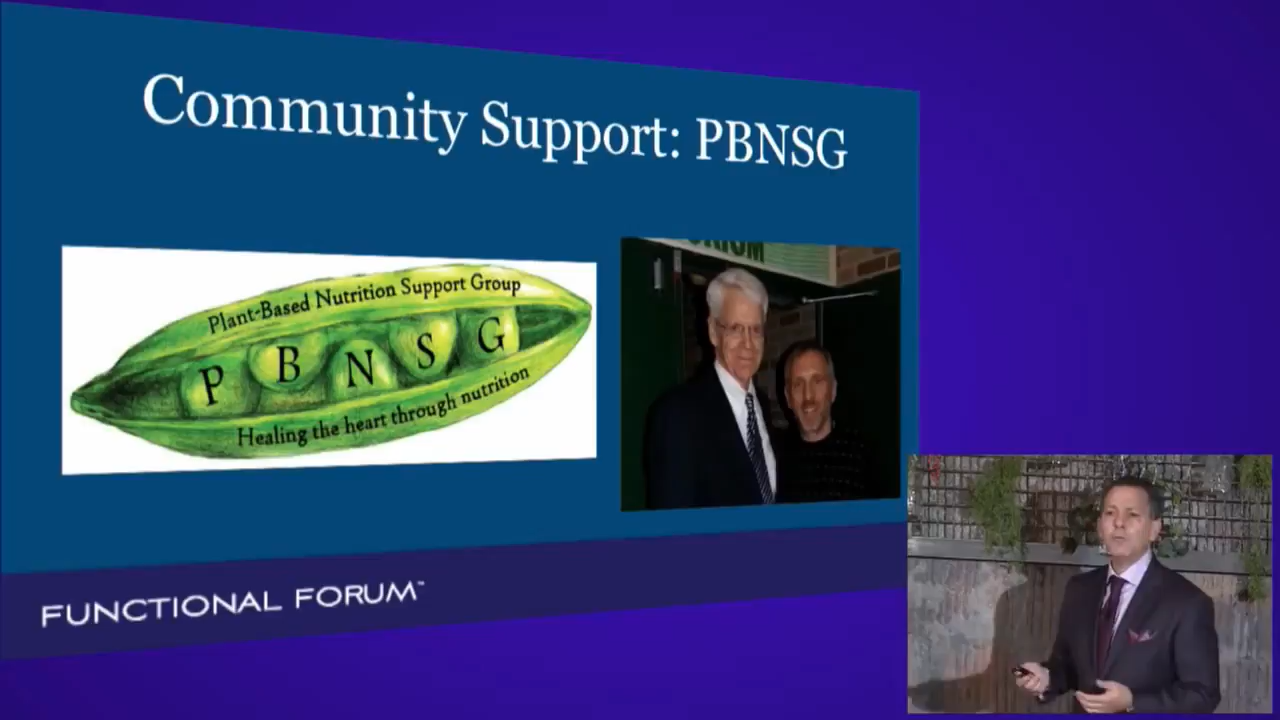 Community Support: PBNSG
Plant-Based Nutrition Support Group
P B N S G
Healing the heart through nutrition
FUNCTIONAL FORUM™